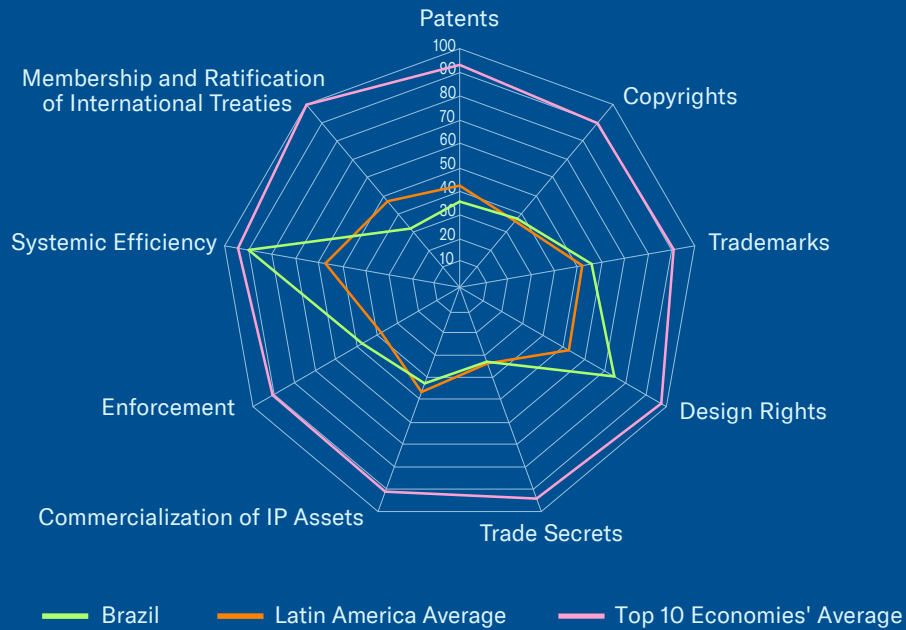 Patents
100
90
80
70
60
50
40
30
20
10
Membership and Ratification
of International Treaties
Copyrights
Systemic Efficiency
Trademarks
Enforcement
Design Rights
Commercialization of IP Assets
Trade Secrets
Brazil
Latin America Average
Top 10 Economies' Average